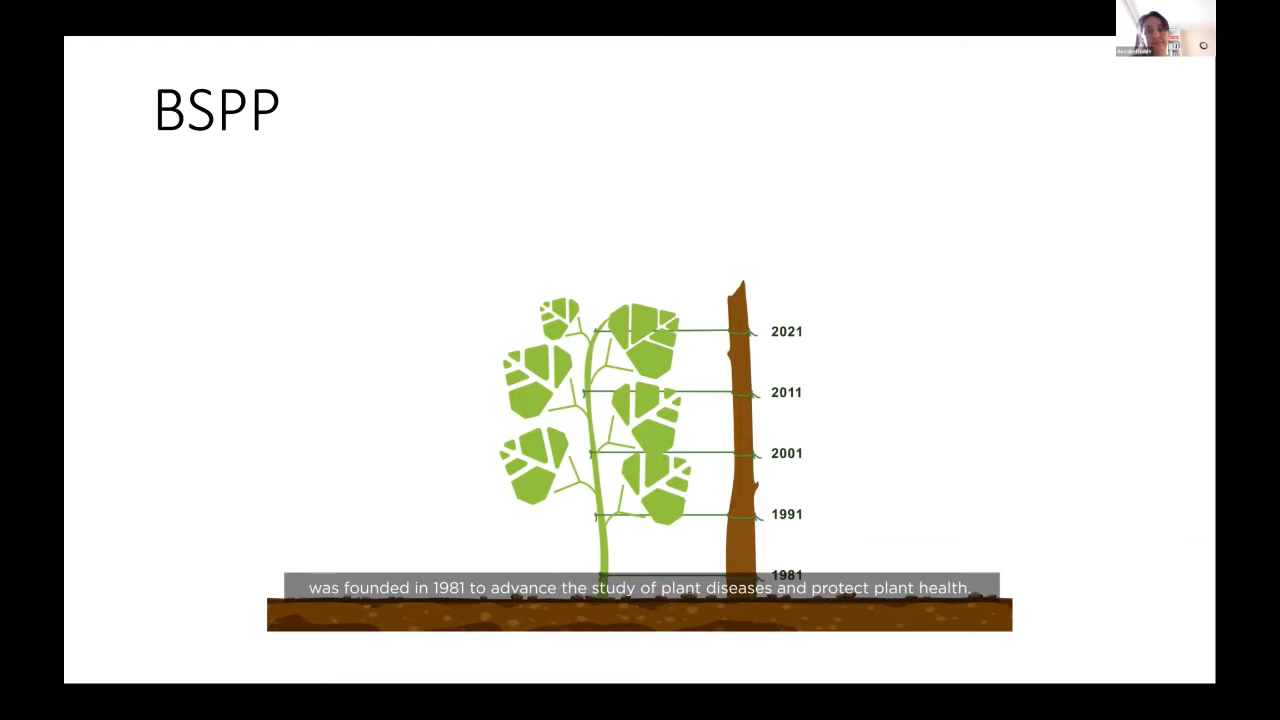 BSPP
2021
2011
2001
1991
1981
was founded in 1981 to advance the study of plant diseases and protect plant health.